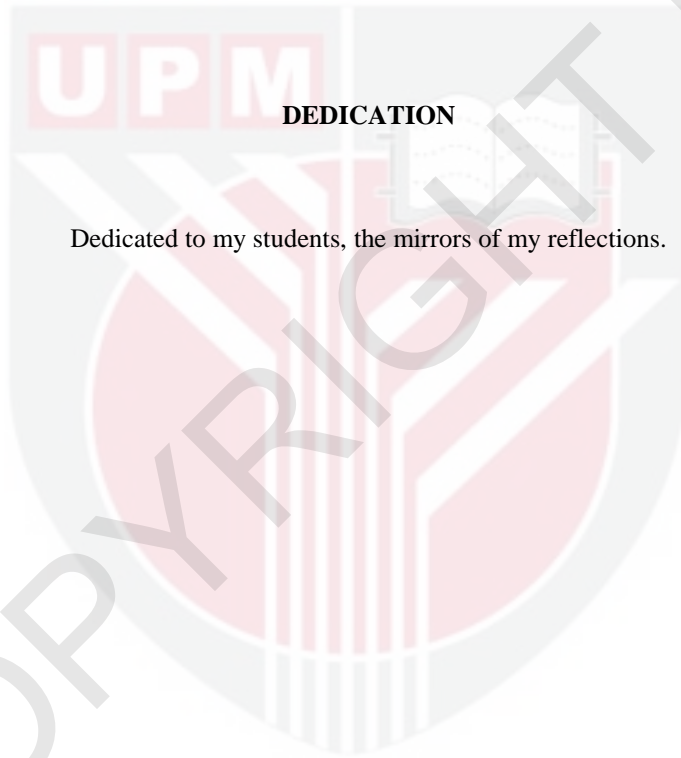 UPM
DEDICATION
Dedicated to my students, the mirrors of my reflections.
COPYRIGHT